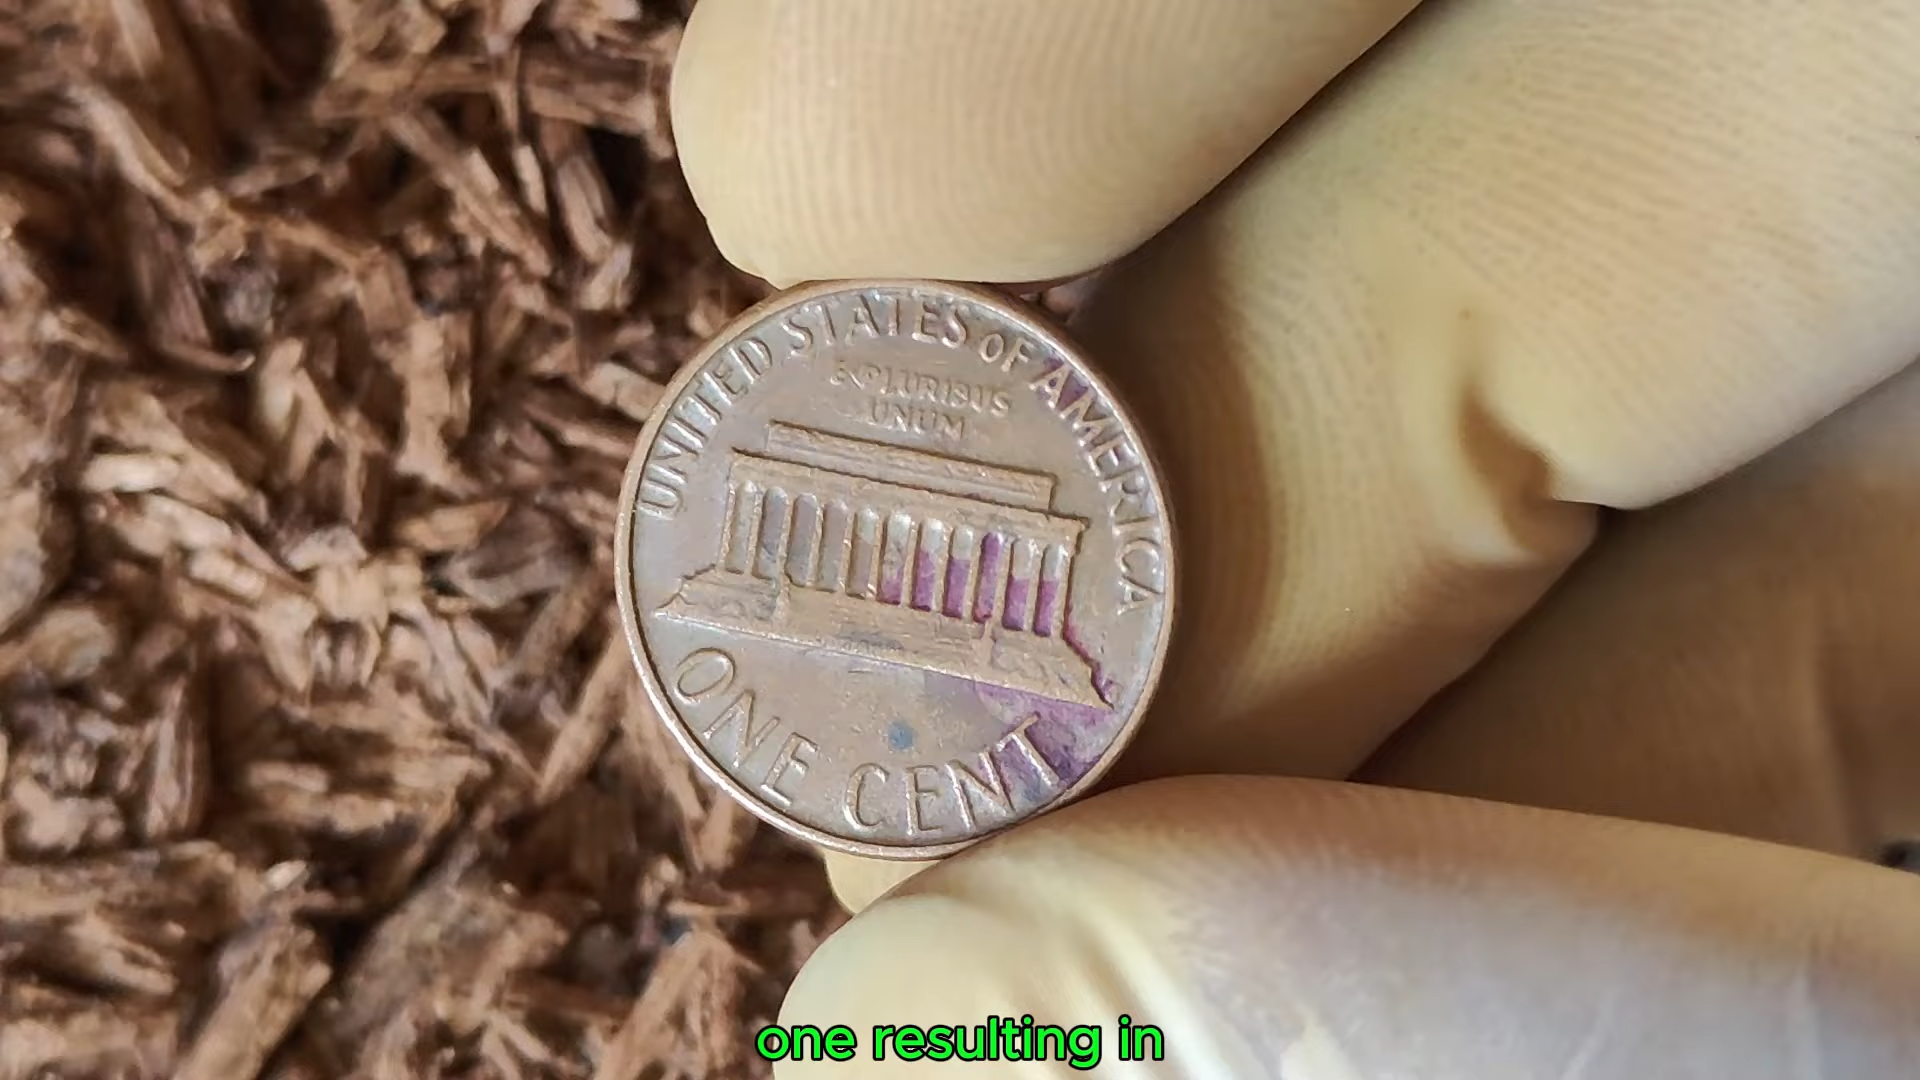 UNITED STATES OF AMERICA
E PLURIBUS
UNUM
ONE CENT
one resulting in